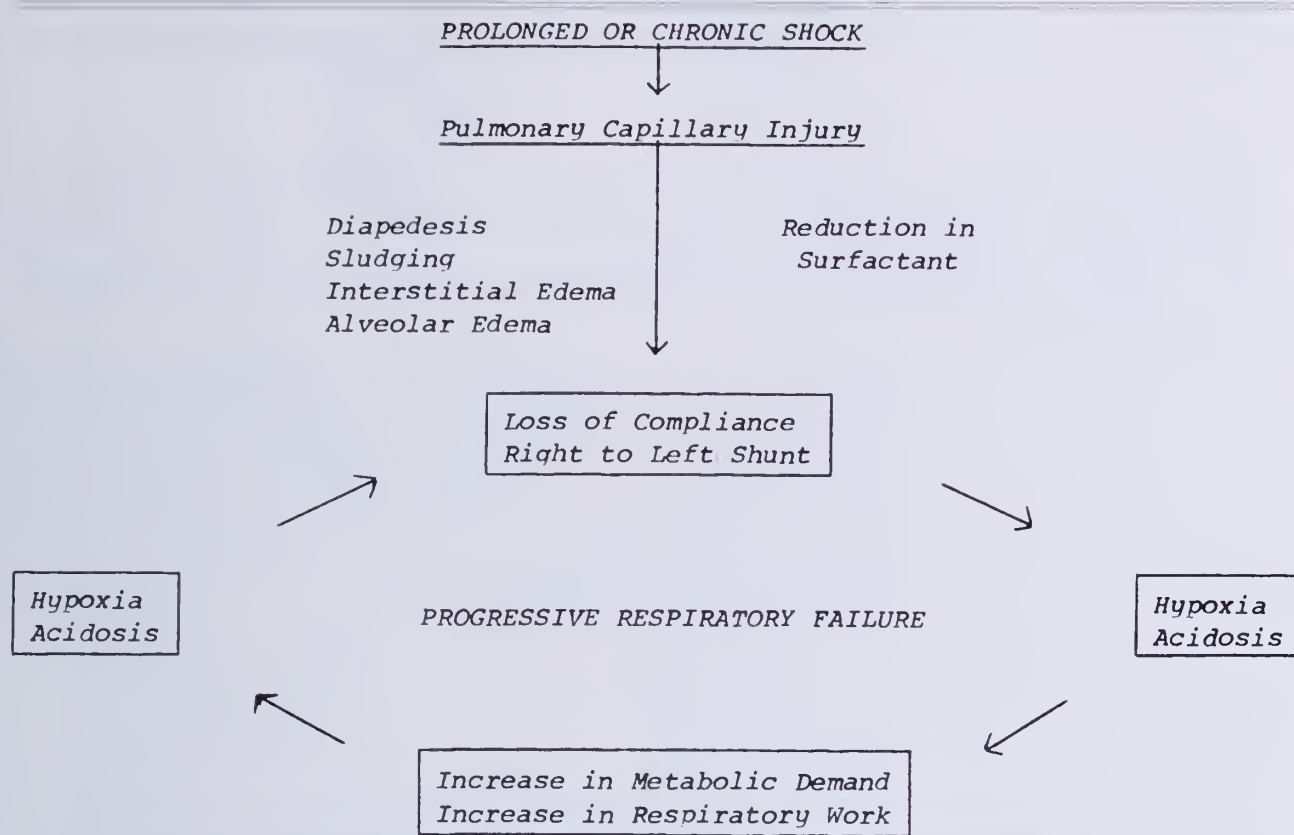 PROLONGED OR CHRONIC SHOCK
Pulmonary Capillary Injury
Diapedesis
Sludging
Interstitial Edema
Alveolar Edema
Reduction in
Surfactant
Loss of Compliance
Right to Left Shunt
Hypoxia
Acidosis
PROGRESSIVE RESPIRATORY FAILURE
Hypoxia
Acidosis
Increase in Metabolic Demand
Increase in Respiratory Work